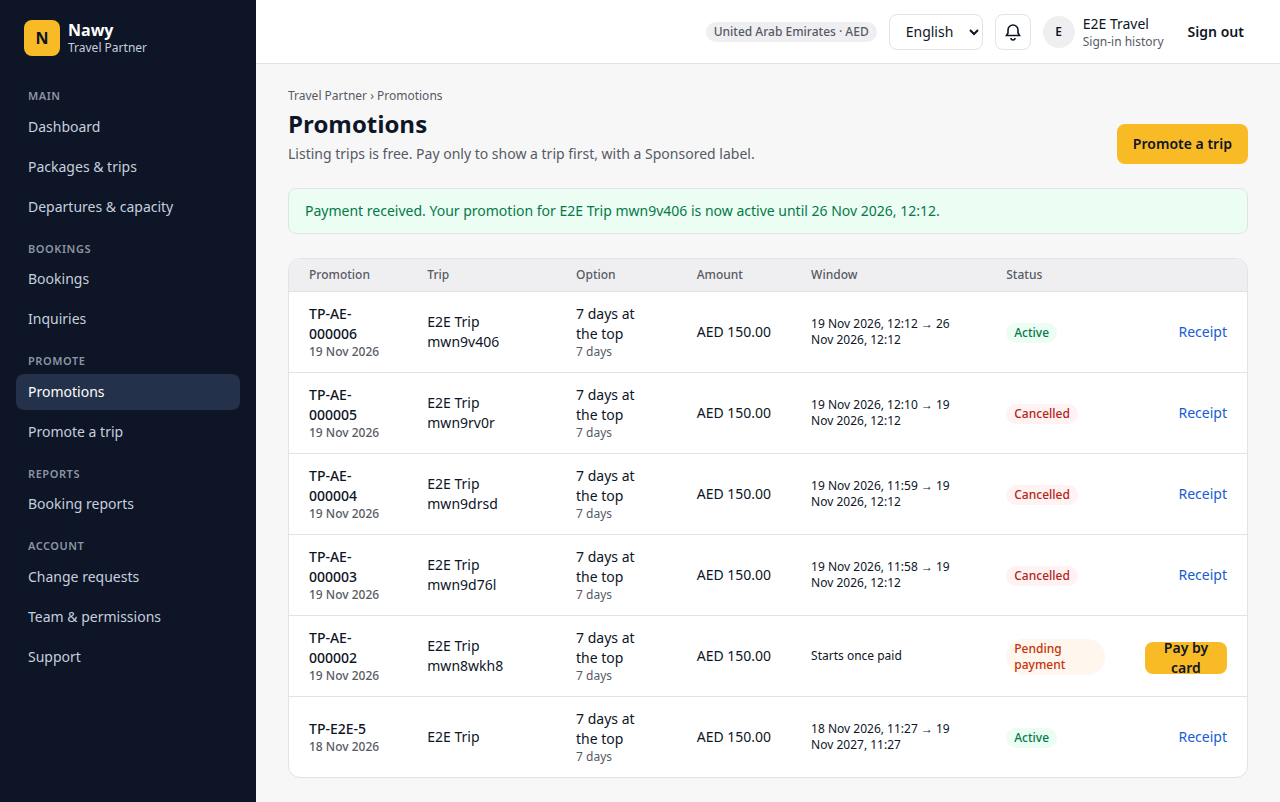 N
Nawy
Travel Partner
MAIN
Dashboard
Packages & trips
Departures & capacity
BOOKINGS
Bookings
Inquiries
PROMOTE
Promotions
Promote a trip
REPORTS
Booking reports
ACCOUNT
Change requests
Team & permissions
Support
United Arab Emirates · AED
English
E
E2E Travel
Sign-in history
Sign out
Travel Partner › Promotions
Promotions
Listing trips is free. Pay only to show a trip first, with a Sponsored label.
Promote a trip
Payment received. Your promotion for E2E Trip mwn9v406 is now active until 26 Nov 2026, 12:12.
Promotion Trip Option Amount Window Status
TP-AE-
000006
19 Nov 2026
E2E Trip
mwn9v406
7 days at
the top
7 days
AED 150.00
19 Nov 2026, 12:12 → 26
Nov 2026, 12:12
Active
Receipt
TP-AE-
000005
19 Nov 2026
E2E Trip
mwn9rv0r
7 days at
the top
7 days
AED 150.00
19 Nov 2026, 12:10 → 19
Nov 2026, 12:12
Cancelled
Receipt
TP-AE-
000004
19 Nov 2026
E2E Trip
mwn9drsd
7 days at
the top
7 days
AED 150.00
19 Nov 2026, 11:59 → 19
Nov 2026, 12:12
Cancelled
Receipt
TP-AE-
000003
19 Nov 2026
E2E Trip
mwn9d76l
7 days at
the top
7 days
AED 150.00
19 Nov 2026, 11:58 → 19
Nov 2026, 12:12
Cancelled
Receipt
TP-AE-
000002
19 Nov 2026
E2E Trip
mwn8wkh8
7 days at
the top
7 days
AED 150.00
Starts once paid
Pending
payment
Pay by
card
TP-E2E-5
18 Nov 2026
E2E Trip
7 days at
the top
7 days
AED 150.00
18 Nov 2026, 11:27 → 19
Nov 2027, 11:27
Active
Receipt